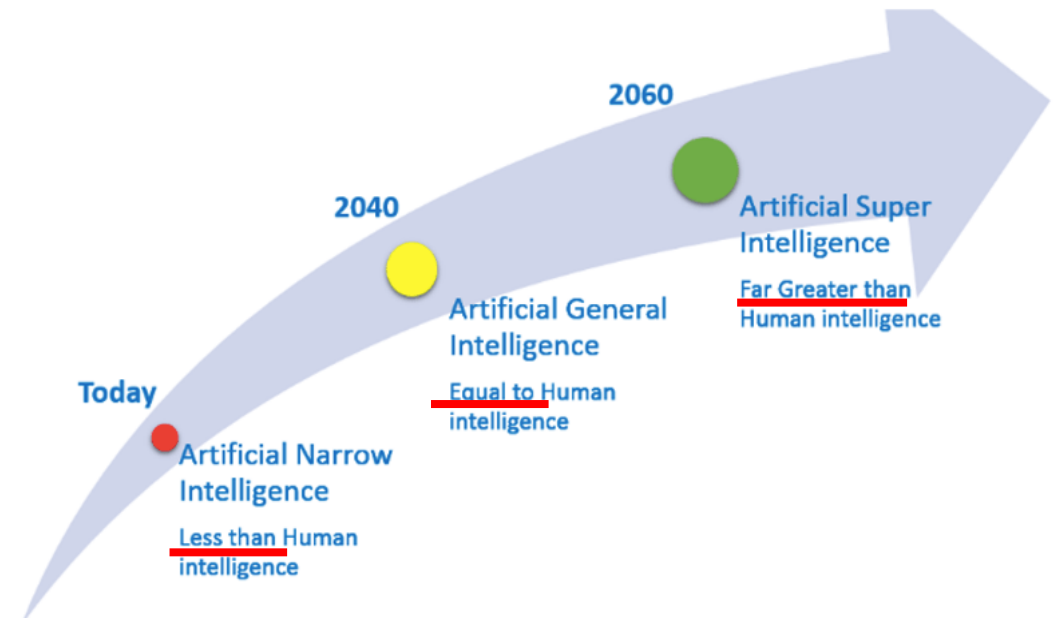 2060
Artificial Super
Intelligence
Far Greater than
Human intelligence
2040
Artificial General
Intelligence
Equal to Human
intelligence
Today
Artificial Narrow
Intelligence
Less than Human
intelligence